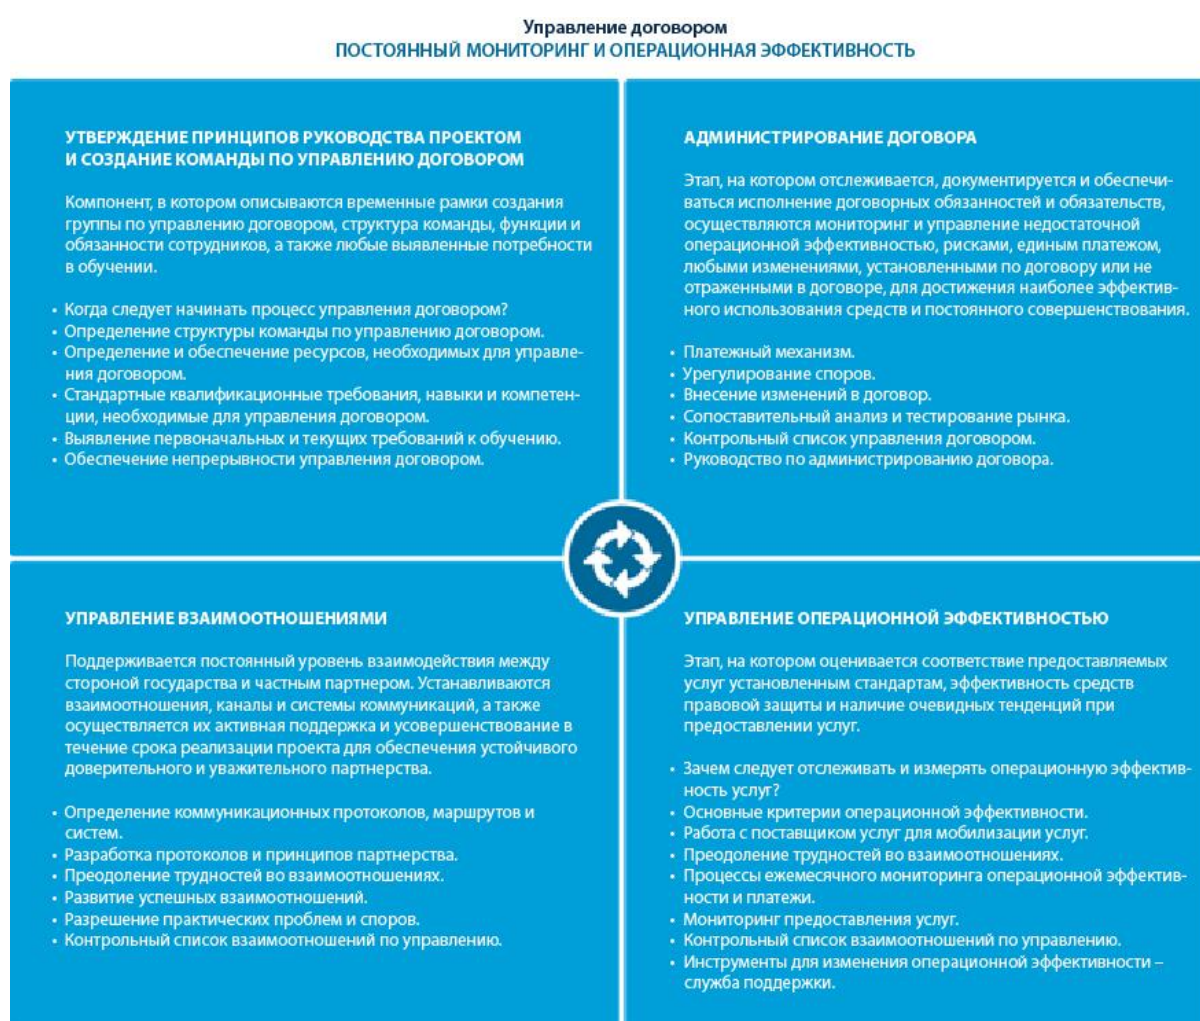 Управление договором
ПОСТОЯННЫЙ МОНИТОРИНГ И ОПЕРАЦИОННАЯ ЭФФЕКТИВНОСТЬ
УТВЕРЖДЕНИЕ ПРИНЦИПОВ РУКОВОДСТВА ПРОЕКТОМ
И СОЗДАНИЕ КОМАНДЫ ПО УПРАВЛЕНИЮ ДОГОВОРОМ
Компонент, в котором описываются временные рамки создания
группы по управлению договором, структура команды, функции и
обязанности сотрудников, а также любые выявленные потребности
в обучении.
• Когда следует начинать процесс управления договором?
• Определение структуры команды по управлению договором.
• Определение и обеспечение ресурсов, необходимых для управле-
ния договором.
• Стандартные квалификационные требования, навыки и компетен-
ции, необходимые для управления договором.
• Выявление первоначальных и текущих требований к обучению.
• Обеспечение непрерывности управления договором.
АДМИНИСТРИРОВАНИЕ ДОГОВОРА
Этап, на котором отслеживается, документируется и обеспечи-
ваться исполнение договорных обязанностей и обязательств,
осуществляются мониторинг и управление недостаточной
операционной эффективностью, рисками, единым платежом,
любыми изменениями, установленными по договору или не
отраженными в договоре, для достижения наиболее эффектив-
ного использования средств и постоянного совершенствования.
• Платежный механизм.
• Урегулирование споров.
• Внесение изменений в договор.
• Сопоставительный анализ и тестирование рынка.
• Контрольный список управления договором.
• Руководство по администрированию договора.
УПРАВЛЕНИЕ ВЗАИМООТНОШЕНИЯМИ
Поддерживается постоянный уровень взаимодействия между
стороной государства и частным партнером. Устанавливаются
взаимоотношения, каналы и системы коммуникаций, а также
осуществляется их активная поддержка и усовершенствование в
течение срока реализации проекта для обеспечения устойчивого
доверительного и уважительного партнерства.
• Определение коммуникационных протоколов, маршрутов и
систем.
• Разработка протоколов и принципов партнерства.
• Преодоление трудностей во взаимоотношениях.
• Развитие успешных взаимоотношений.
• Разрешение практических проблем и споров.
• Контрольный список взаимоотношений по управлению.
УПРАВЛЕНИЕ ОПЕРАЦИОННОЙ ЭФФЕКТИВНОСТЬЮ
Этап, на котором оценивается соответствие предоставляемых
услуг установленным стандартам, эффективность средств
правовой защиты и наличие очевидных тенденций при
предоставлении услуг.
• Зачем следует отслеживать и измерять операционную эффектив-
ность услуг?
• Основные критерии операционной эффективности.
• Работа с поставщиком услуг для мобилизации услуг.
• Преодоление трудностей во взаимоотношениях.
• Процессы ежемесячного мониторинга операционной эффектив-
ности и платежи.
• Мониторинг предоставления услуг.
• Контрольный список взаимоотношений по управлению.
• Инструменты для изменения операционной эффективности –
служба поддержки.